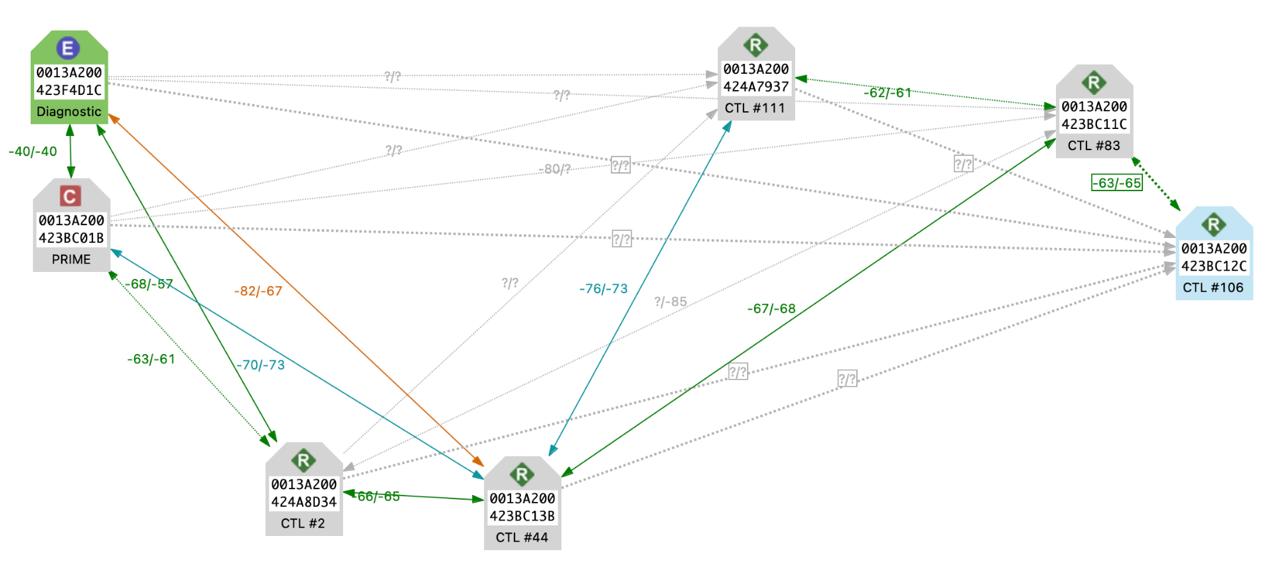 E
0013A200
423F4D1C
Diagnostic
R
0013A200
424A7937
CTL #111
R
0013A200
423BC11C
CTL #83
?/?
?/?
-62/-61
-40/-40
?/?
-80/?
?/?
?/?
-63/-65
C
0013A200
423BC01B
PRIME
R
0013A200
423BC12C
CTL #106
?/?
-68/-57
-82/-67
?/?
-76/-73
?/-85
-67/-68
-63/-61
-70/-73
?/?
?/?
R
0013A200
424A8D34
CTL #2
-66/-65
R
0013A200
423BC13B
CTL #44